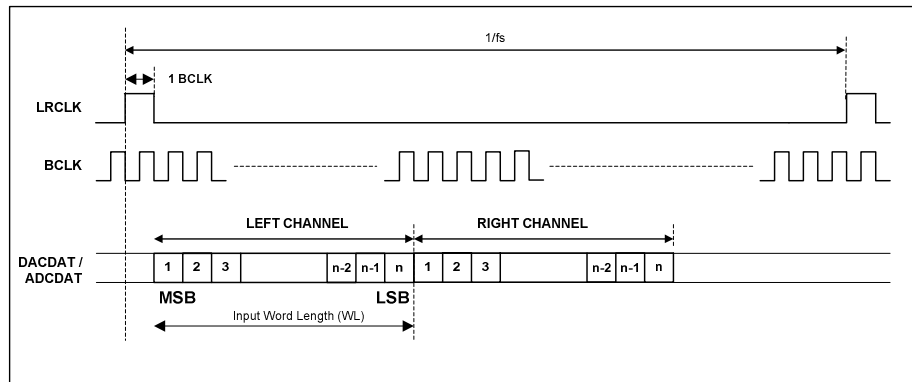 1/fs
1 BCLK
LRCLK
BCLK
LEFT CHANNEL
RIGHT CHANNEL
DACDAT /
ADCDAT
1 2 3 n-2 n-1 n 1 2 3 n-2 n-1 n
MSB LSB
Input Word Length (WL)